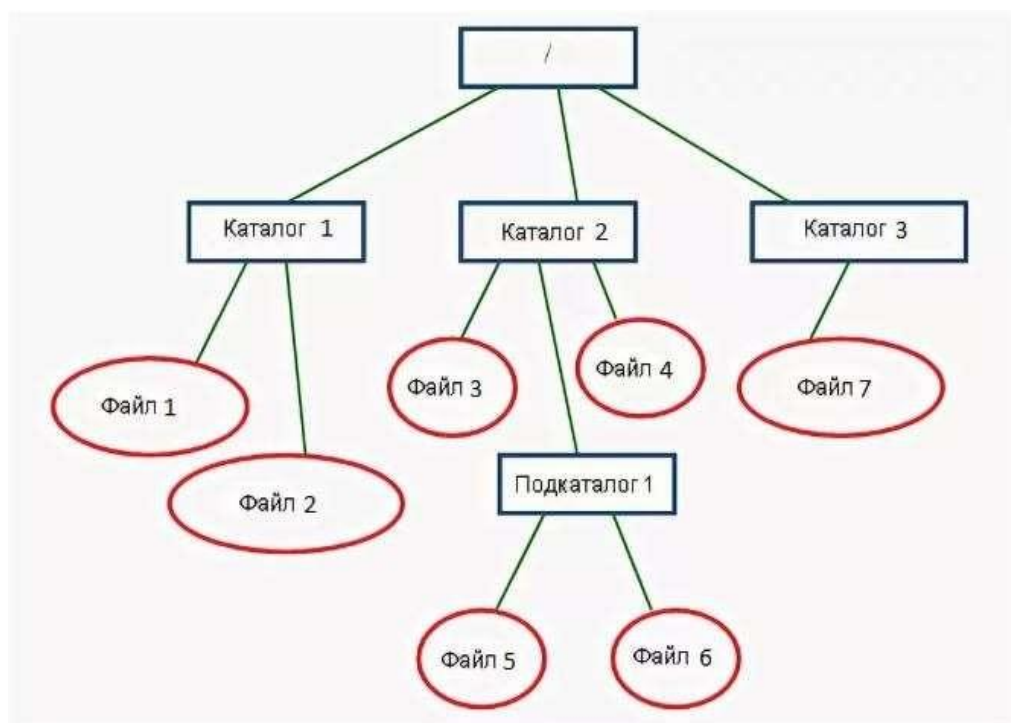 /
Каталог 1
Каталог 2
Каталог 3
Файл 1
Файл 2
Файл 3
Файл 4
Файл 7
Подкаталог 1
Файл 5
Файл 6